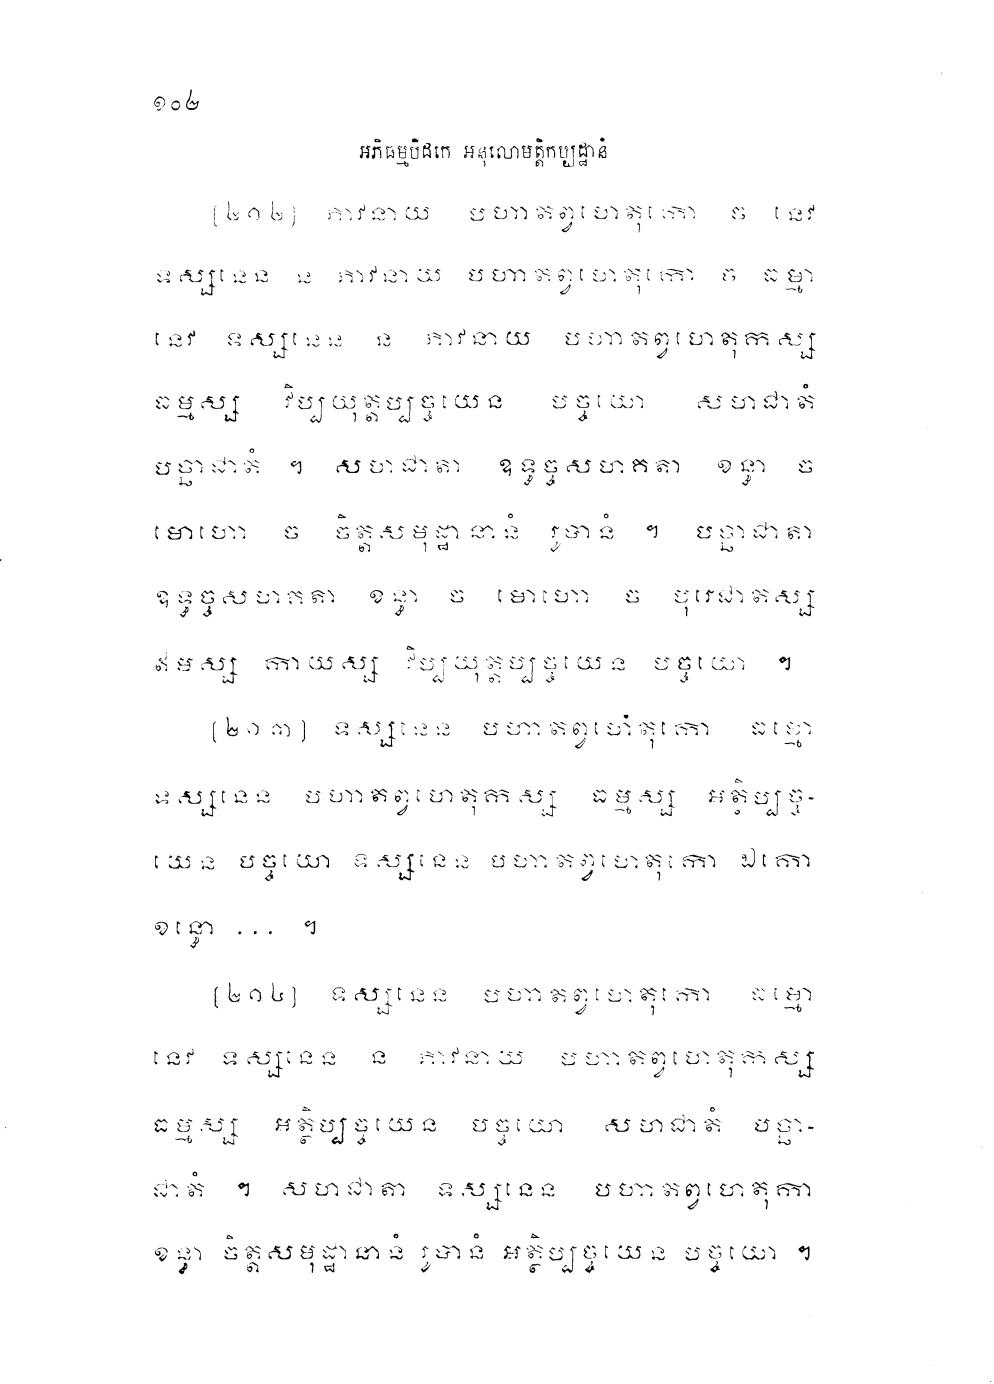 ១០២
អភិធម្មបិដកេ អនុលោមត្តិកប្បដ្ឋានំ
(២១២) ភាវនាយ បហាតព្វហេតុកោ ច នេវ
ទស្សនេន ន ភាវនាយ បហាតព្វហេតុកោ ច ធម្មា
នេវ ទស្សនេន ន ភាវនាយ បហាតព្វហេតុកស្ស
ធម្មស្ស វិប្បយុត្តប្បច្ចយេន បច្ចយោ សហជាតំ
បច្ឆាជាតំ ។ សហជាតា ឧទ្ធច្ចសហគតា ខន្ធា ច
មោហោ ច ចិត្តសមុដ្ឋានានំ រូបានំ ។ បច្ឆាជាតា
ឧទ្ធច្ចសហគតា ខន្ធា ច មោហោ ច បុរេជាតស្ស
ឥមស្ស កាយស្ស វិប្បយុត្តប្បច្ចយេន បច្ចយោ ។
(២១៣) ទស្សនេន បហាតព្វហេតុកោ ធម្មោ
ទស្សនេន បហាតព្វហេតុកស្ស ធម្មស្ស អត្ថិប្បច្ច-
យេន បច្ចយោ ទស្សនេន បហាតព្វហេតុកោ ឯកោ
ខន្ធោ ... ។
(២១៤) ទស្សនេន បហាតព្វហេតុកោ ធម្មោ
នេវ ទស្សនេន ន ភាវនាយ បហាតព្វហេតុកស្ស
ធម្មស្ស អត្ថិប្បច្ចយេន បច្ចយោ សហជាតំ បច្ឆា-
ជាតំ ។ សហជាតា ទស្សនេន បហាតព្វហេតុកា
ខន្ធា ចិត្តសមុដ្ឋានានំ រូបានំ អត្ថិប្បច្ចយេន បច្ចយោ ។